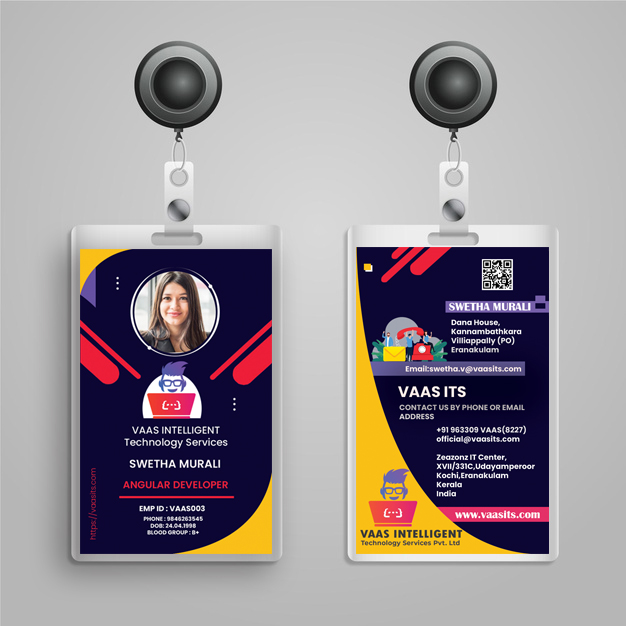 VAAS INTELLIGENT
Technology Services
SWETHA MURALI
ANGULAR DEVELOPER
EMP ID : VAAS003
PHONE : 9846263545
DOB: 24.04.1998
BLOOD GROUP : B+
https://vaasits.com
SWETHA MURALI
Dana House,
Kannambathkara
Villiappally (PO)
Eranakulam
Email:swetha.v@vaasits.com
VAAS ITS
CONTACT US BY PHONE OR EMAIL
ADDRESS
+91 963309 VAAS(8227)
official@vaasits.com
Zeazonz IT Center,
XVII/331C,Udayamperoor
Kochi,Eranakulam
Kerala
India
www.vaasits.com
VAAS INTELLIGENT
Technology Services Pvt. Ltd